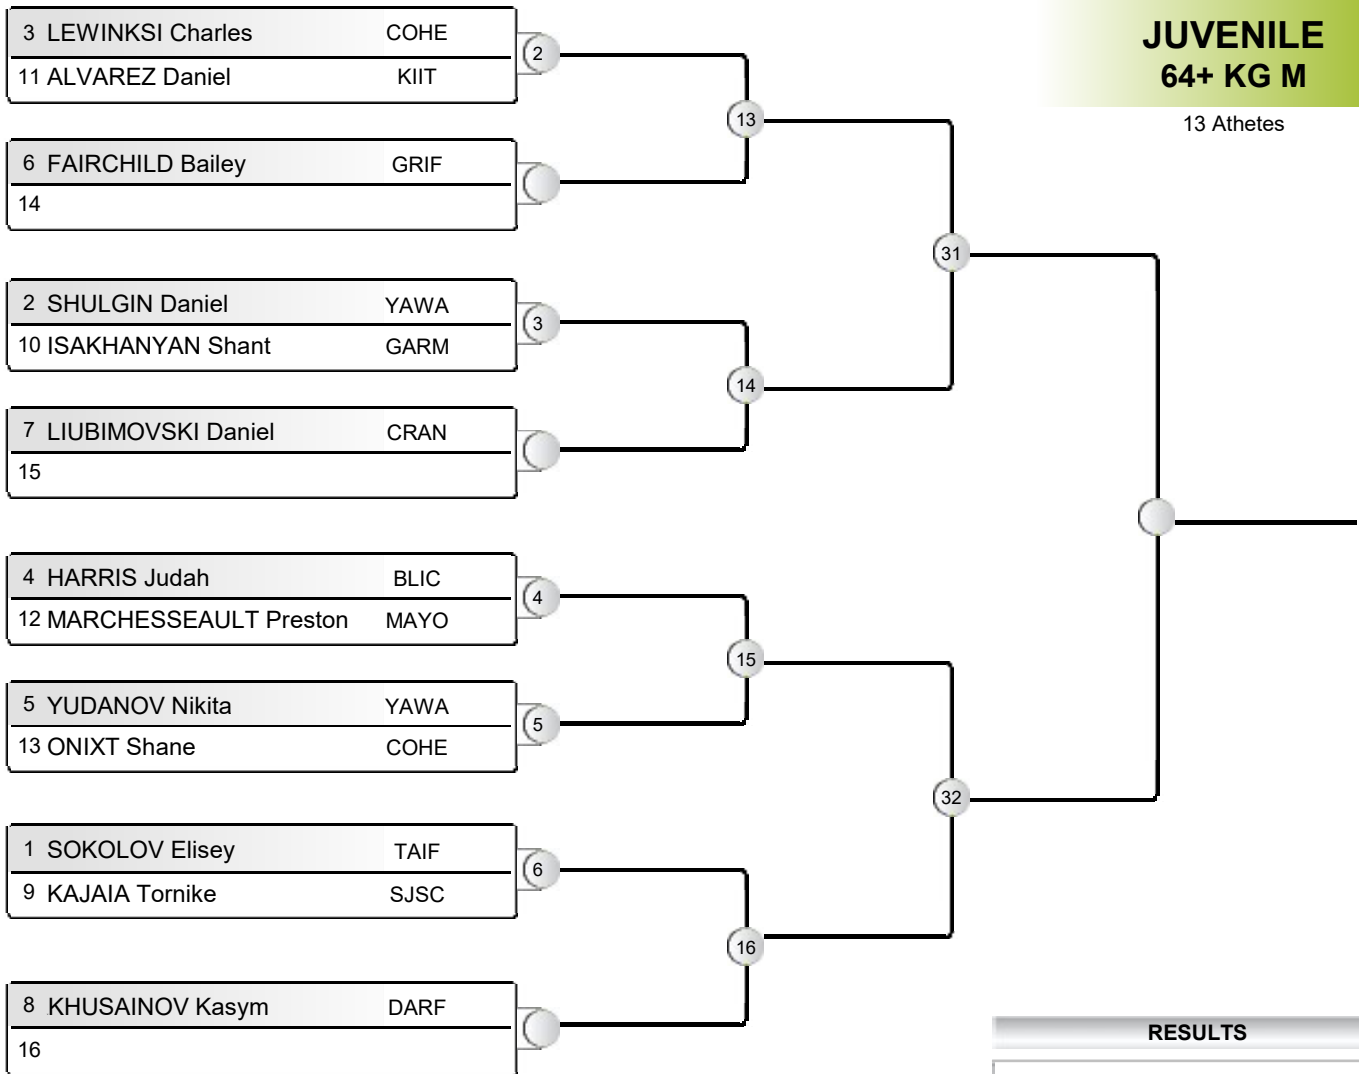 3 LEWINKSI Charles COHE
11 ALVAREZ Daniel KIIT
2
JUVENILE
64+ KG M
13 Athetes
13
6 FAIRCHILD Bailey GRIF
14
31
2 SHULGIN Daniel YAWA
10 ISAKHANYAN Shant GARM
3
14
7 LIUBIMOVSKI Daniel CRAN
15
4 HARRIS Judah BLIC
12 MARCHESSEAULT Preston MAYO
4
15
5 YUDANOV Nikita YAWA
13 ONIXT Shane COHE
5
32
1 SOKOLOV Elisey TAIF
9 KAJAIA Tornike SJSC
6
16
8 KHUSAINOV Kasym DARF
16
RESULTS